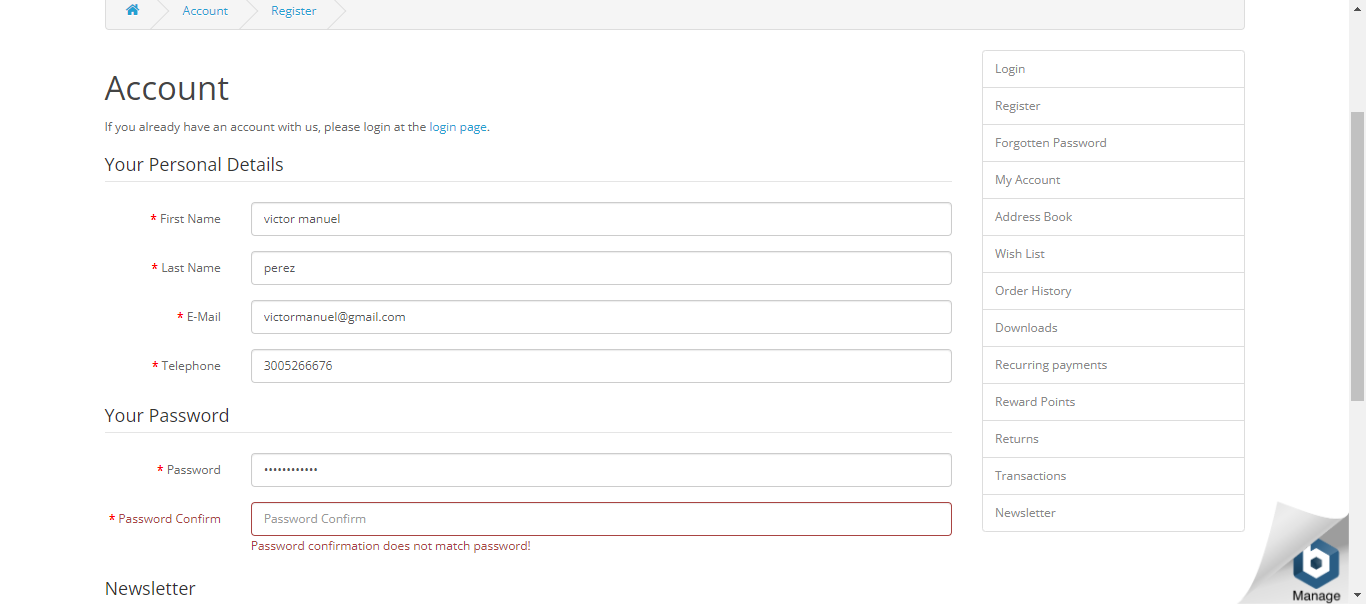 Account
Register
Account
If you already have an account with us, please login at the login page.
Your Personal Details
* First Name
victor manuel
* Last Name
perez
* E-Mail
victormanuel@gmail.com
* Telephone
3005266676
Your Password
* Password
••••••••••••
* Password Confirm
Password Confirm
Password confirmation does not match password!
Newsletter
Login
Register
Forgotten Password
My Account
Address Book
Wish List
Order History
Downloads
Recurring payments
Reward Points
Returns
Transactions
Newsletter
b
Manage